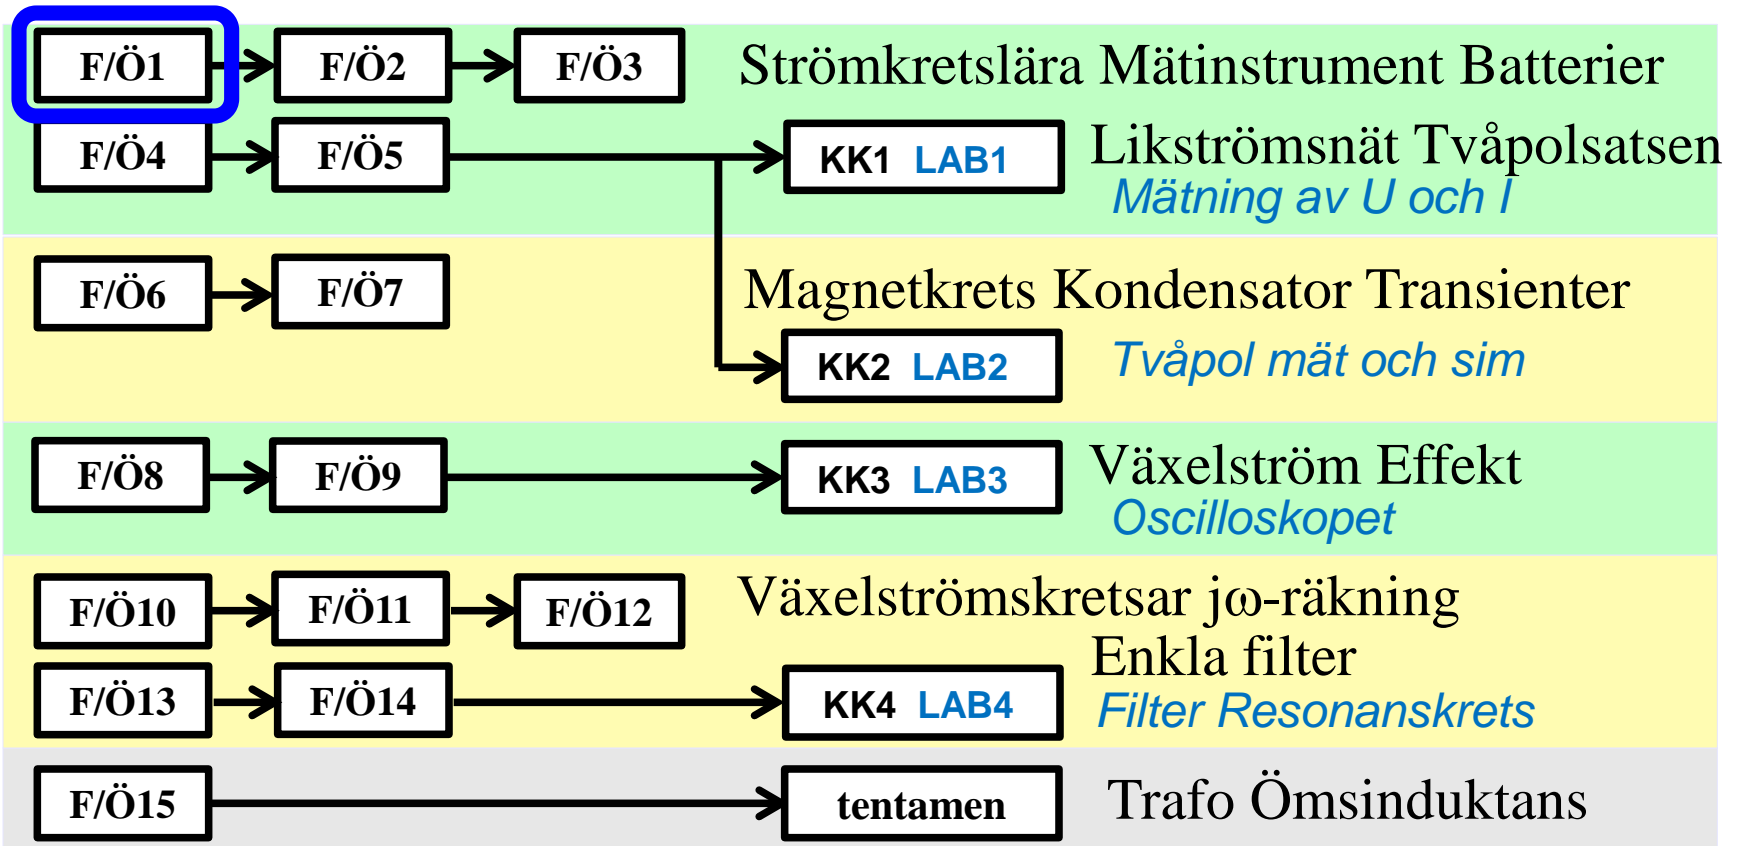 F/Ö1 F/Ö2 F/Ö3 Strömkretslära Mätinstrument Batterier
F/Ö4 F/Ö5 KK1 LAB1 Likströmsnät Tvåpolsatsen
Mätning av U och I
F/Ö6 F/Ö7 Magnetkrets Kondensator Transienter
KK2 LAB2 Tvåpol mät och sim
F/Ö8 F/Ö9 KK3 LAB3 Växelström Effekt
Oscilloskopet
F/Ö10 F/Ö11 F/Ö12 Växelströmskretsar jω-räkning
Enkla filter
F/Ö13 F/Ö14 KK4 LAB4 Filter Resonanskrets
F/Ö15 tentamen Trafo Ömsinduktans